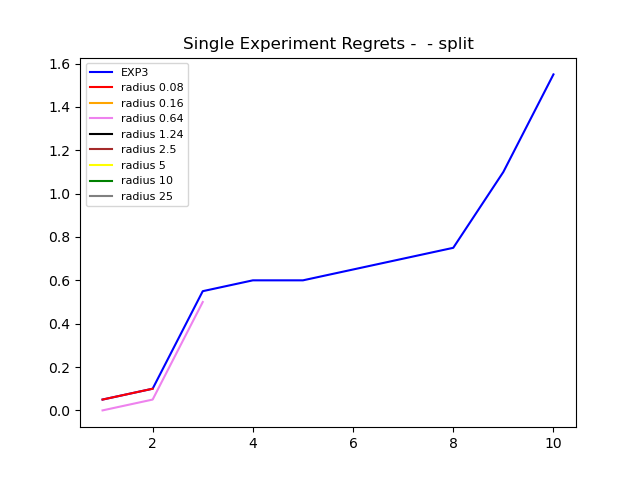 Single Experiment Regrets -  - split
1.6
1.4
1.2
1.0
0.8
0.6
0.4
0.2
0.0
EXP3
radius 0.08
radius 0.16
radius 0.64
radius 1.24
radius 2.5
radius 5
radius 10
radius 25
2 4 6 8 10